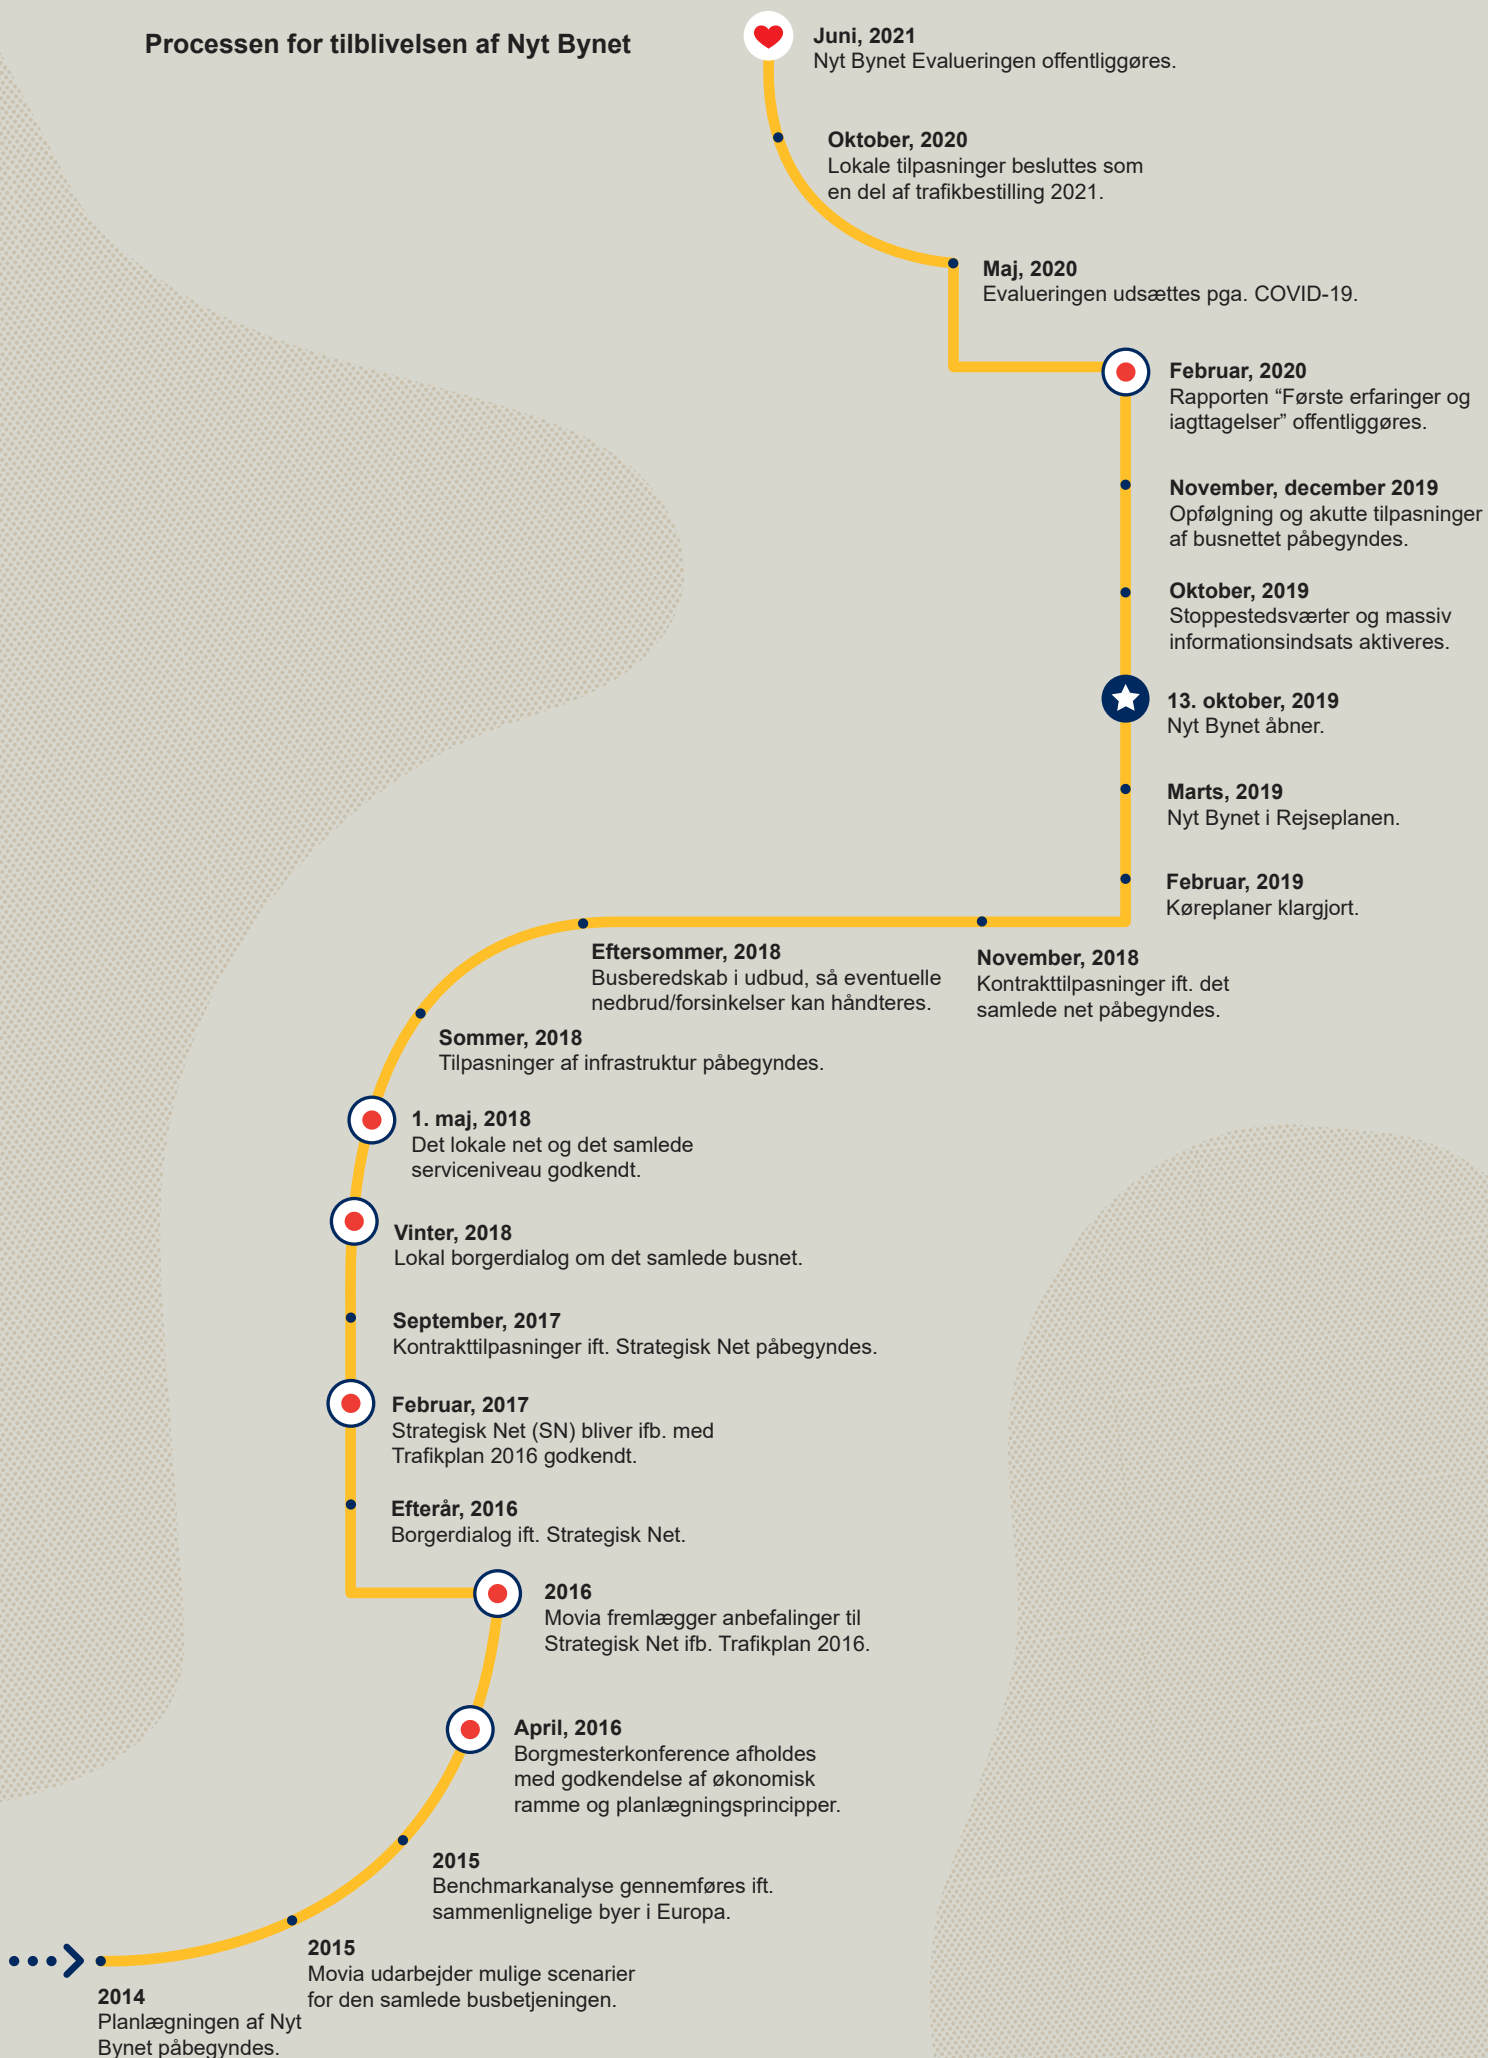 Processen for tilblivelsen af Nyt Bynet
Juni, 2021
Nyt Bynet Evalueringen offentliggøres.
Oktober, 2020
Lokale tilpasninger besluttes som
en del af trafikbestilling 2021.
Maj, 2020
Evalueringen udsættes pga. COVID-19.
Februar, 2020
Rapporten “Første erfaringer og
iagttagelser” offentliggøres.
November, december 2019
Opfølgning og akutte tilpasninger
af busnettet påbegyndes.
Oktober, 2019
Stoppestedsværter og massiv
informationsindsats aktiveres.
13. oktober, 2019
Nyt Bynet åbner.
Marts, 2019
Nyt Bynet i Rejseplanen.
Februar, 2019
Køreplaner klargjort.
November, 2018
Kontrakttilpasninger ift. det
samlede net påbegyndes.
Eftersommer, 2018
Busberedskab i udbud, så eventuelle
nedbrud/forsinkelser kan håndteres.
Sommer, 2018
Tilpasninger af infrastruktur påbegyndes.
1. maj, 2018
Det lokale net og det samlede
serviceniveau godkendt.
Vinter, 2018
Lokal borgerdialog om det samlede busnet.
September, 2017
Kontrakttilpasninger ift. Strategisk Net påbegyndes.
Februar, 2017
Strategisk Net (SN) bliver ifb. med
Trafikplan 2016 godkendt.
Efterår, 2016
Borgerdialog ift. Strategisk Net.
2016
Movia fremlægger anbefalinger til
Strategisk Net ifb. Trafikplan 2016.
April, 2016
Borgmesterkonference afholdes
med godkendelse af økonomisk
ramme og planlægningsprincipper.
2015
Benchmarkanalyse gennemføres ift.
sammenlignelige byer i Europa.
2015
Movia udarbejder mulige scenarier
for den samlede busbetjeningen.
2014
Planlægningen af Nyt
Bynet påbegyndes.